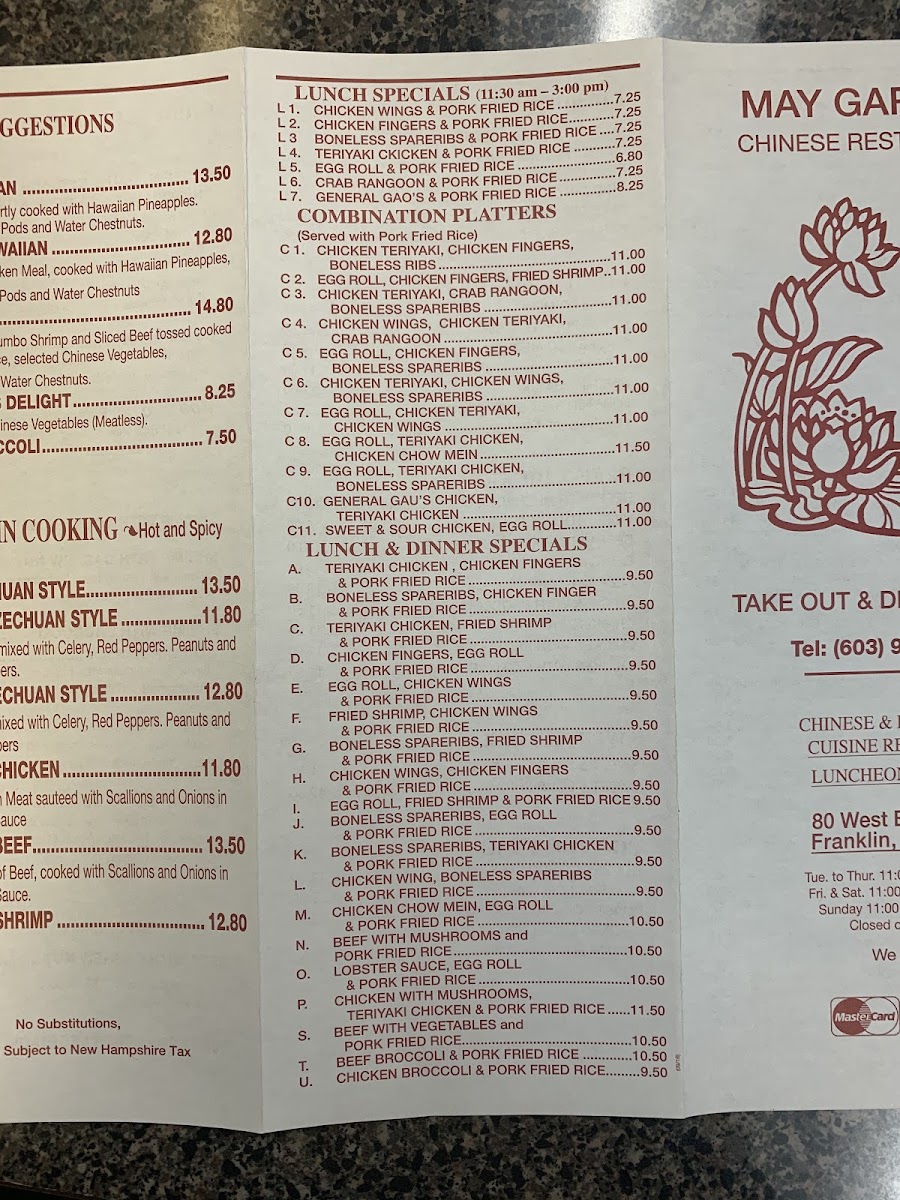 GGESTIONS
AN ........ 13.50
rtly cooked with Hawaiian Pineapples.
Pods and Water Chestnuts.
WAIIAN ........ 12.80
ken Meal, cooked with Hawaiian Pineapples,
Pods and Water Chestnuts
........ 14.80
umbo Shrimp and Sliced Beef tossed cooked
ce, selected Chinese Vegetables,
Water Chestnuts.
DELIGHT ........ 8.25
hinese Vegetables (Meatless).
CCOLI ........ 7.50
N COOKING Hot and Spicy
HUAN STYLE ........ 13.50
ZECHUAN STYLE ........ 11.80
mixed with Celery, Red Peppers. Peanuts and
ers.
ECHUAN STYLE ........ 12.80
ixed with Celery, Red Peppers. Peanuts and
pers
CHICKEN ........ 11.80
Meat sauteed with Scallions and Onions in
auce
BEEF ........ 13.50
of Beef, cooked with Scallions and Onions in
Sauce.
SHRIMP ........ 12.80
No Substitutions,
Subject to New Hampshire Tax
LUNCH SPECIALS (11:30 am – 3:00 pm)
L 1. CHICKEN WINGS & PORK FRIED RICE ........ 7.25
L 2. CHICKEN FINGERS & PORK FRIED RICE ........ 7.25
L 3 BONELESS SPARERIBS & PORK FRIED RICE .... 7.25
L 4. TERIYAKI CKICKEN & PORK FRIED RICE ........ 7.25
L 5. EGG ROLL & PORK FRIED RICE ........ 6.80
L 6. CRAB RANGOON & PORK FRIED RICE ........ 7.25
L 7. GENERAL GAO'S & PORK FRIED RICE ........ 8.25
COMBINATION PLATTERS
(Served with Pork Fried Rice)
C 1. CHICKEN TERIYAKI, CHICKEN FINGERS,
BONELESS RIBS ........ 11.00
C 2. EGG ROLL, CHICKEN FINGERS, FRIED SHRIMP..11.00
C 3. CHICKEN TERIYAKI, CRAB RANGOON,
BONELESS SPARERIBS ........ 11.00
C 4. CHICKEN WINGS, CHICKEN TERIYAKI,
CRAB RANGOON ........ 11.00
C 5. EGG ROLL, CHICKEN FINGERS,
BONELESS SPARERIBS ........ 11.00
C 6. CHICKEN TERIYAKI, CHICKEN WINGS,
BONELESS SPARERIBS ........ 11.00
C 7. EGG ROLL, CHICKEN TERIYAKI,
CHICKEN WINGS ........ 11.00
C 8. EGG ROLL, TERIYAKI CHICKEN,
CHICKEN CHOW MEIN ........ 11.50
C 9. EGG ROLL, TERIYAKI CHICKEN,
BONELESS SPARERIBS ........ 11.00
C10. GENERAL GAU'S CHICKEN,
TERIYAKI CHICKEN ........ 11.00
C11. SWEET & SOUR CHICKEN, EGG ROLL ........ 11.00
LUNCH & DINNER SPECIALS
A. TERIYAKI CHICKEN , CHICKEN FINGERS
& PORK FRIED RICE ........ 9.50
B. BONELESS SPARERIBS, CHICKEN FINGER
& PORK FRIED RICE ........ 9.50
C. TERIYAKI CHICKEN, FRIED SHRIMP
& PORK FRIED RICE ........ 9.50
D. CHICKEN FINGERS, EGG ROLL
& PORK FRIED RICE ........ 9.50
E. EGG ROLL, CHICKEN WINGS
& PORK FRIED RICE ........ 9.50
F. FRIED SHRIMP, CHICKEN WINGS
& PORK FRIED RICE ........ 9.50
G. BONELESS SPARERIBS, FRIED SHRIMP
& PORK FRIED RICE ........ 9.50
H. CHICKEN WINGS, CHICKEN FINGERS
& PORK FRIED RICE ........ 9.50
I. EGG ROLL, FRIED SHRIMP & PORK FRIED RICE 9.50
J. BONELESS SPARERIBS, EGG ROLL
& PORK FRIED RICE ........ 9.50
K. BONELESS SPARERIBS, TERIYAKI CHICKEN
& PORK FRIED RICE ........ 9.50
L. CHICKEN WING, BONELESS SPARERIBS
& PORK FRIED RICE ........ 9.50
M. CHICKEN CHOW MEIN, EGG ROLL
& PORK FRIED RICE ........ 10.50
N. BEEF WITH MUSHROOMS and
PORK FRIED RICE ........ 10.50
O. LOBSTER SAUCE, EGG ROLL
& PORK FRIED RICE ........ 10.50
P. CHICKEN WITH MUSHROOMS,
TERIYAKI CHICKEN & PORK FRIED RICE ...... 11.50
S. BEEF WITH VEGETABLES and
PORK FRIED RICE ........ 10.50
T. BEEF BROCCOLI & PORK FRIED RICE ........ 10.50
U. CHICKEN BROCCOLI & PORK FRIED RICE ........ 9.50
MAY GAR
CHINESE REST
TAKE OUT & DI
Tel: (603) 9
CHINESE &
CUISINE RE
LUNCHEON
80 West B
Franklin,
Tue. to Thur. 11:0
Fri. & Sat. 11:00
Sunday 11:00
Closed o
We
MasterCard